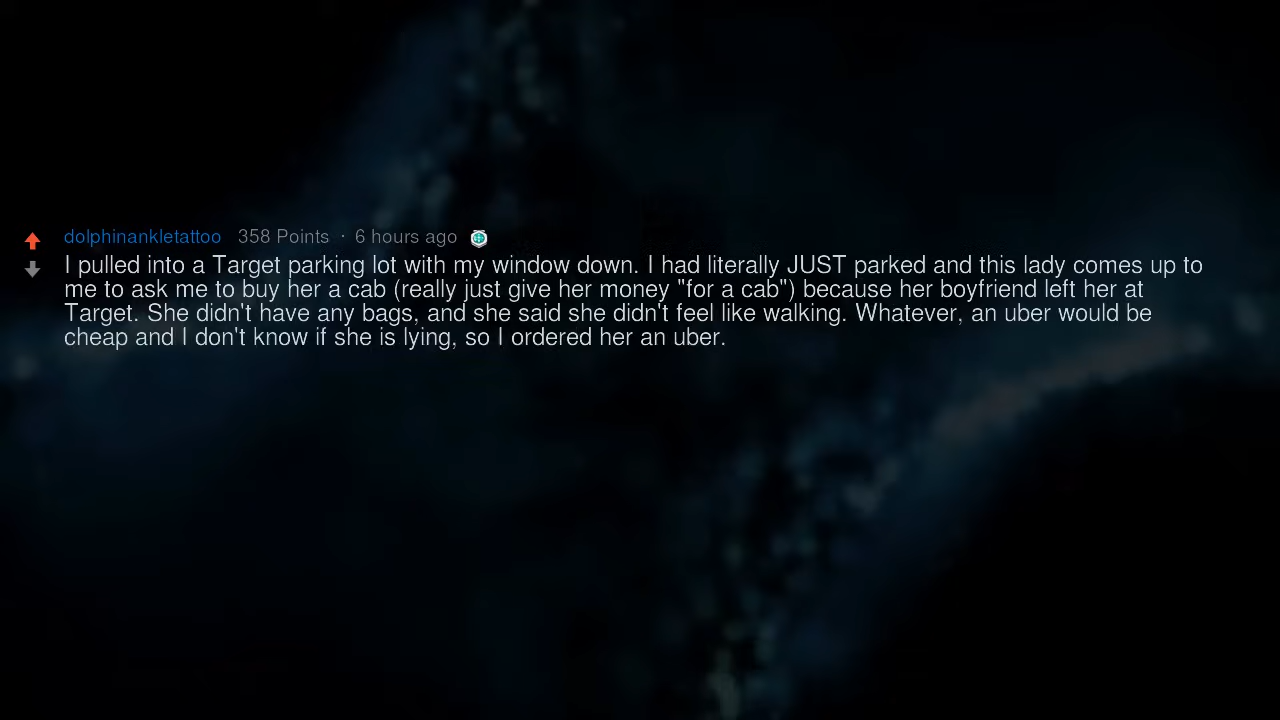 dolphinankletattoo 358 Points · 6 hours ago
I pulled into a Target parking lot with my window down. I had literally JUST parked and this lady comes up to
me to ask me to buy her a cab (really just give her money "for a cab") because her boyfriend left her at
Target. She didn't have any bags, and she said she didn't feel like walking. Whatever, an uber would be
cheap and I don't know if she is lying, so I ordered her an uber.